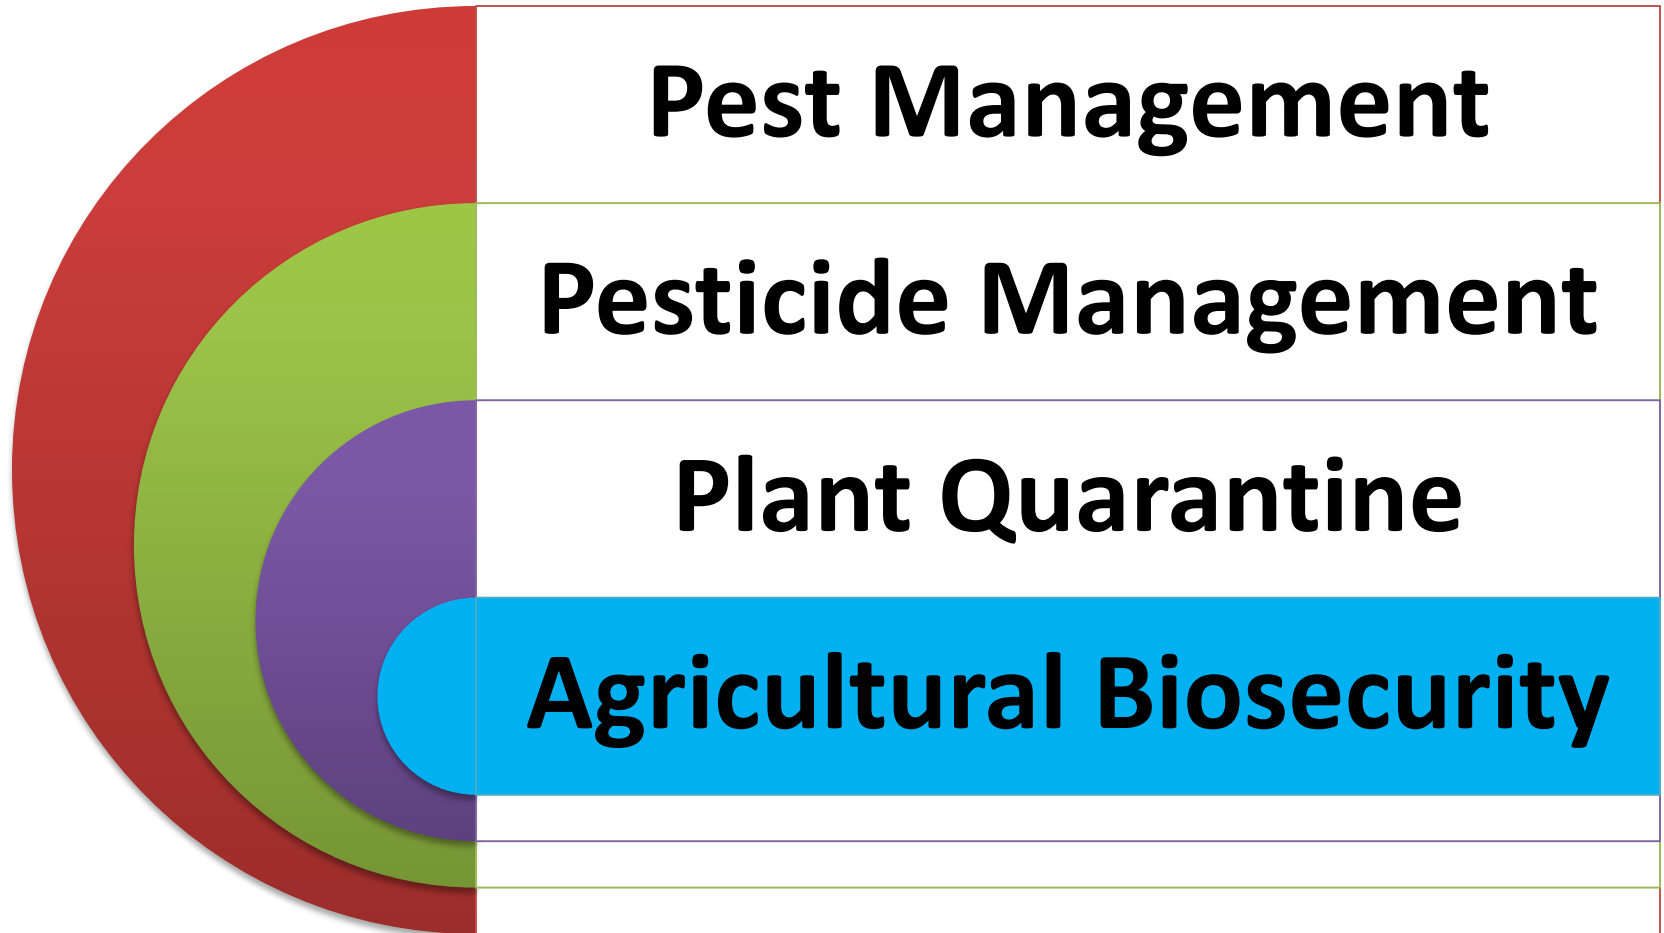 Pest Management
Pesticide Management
Plant Quarantine
Agricultural Biosecurity